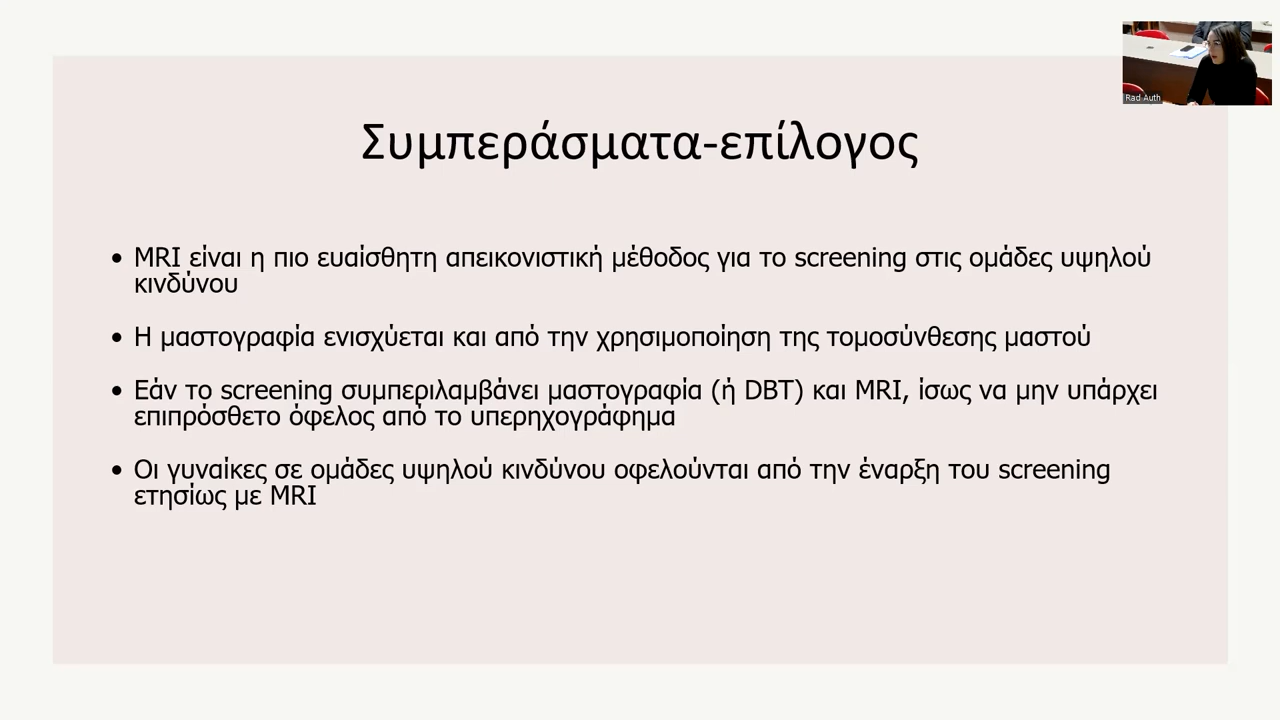 Rad Auth
Συμπεράσματα-επίλογος
• MRI είναι η πιο ευαίσθητη απεικονιστική μέθοδος για το screening στις ομάδες υψηλού
κινδύνου
• Η μαστογραφία ενισχύεται και από την χρησιμοποίηση της τομοσύνθεσης μαστού
• Εάν το screening συμπεριλαμβάνει μαστογραφία (ή DBT) και MRI, ίσως να μην υπάρχει
επιπρόσθετο όφελος από το υπερηχογράφημα
• Οι γυναίκες σε ομάδες υψηλού κινδύνου οφελούνται από την έναρξη του screening
ετησίως με MRI